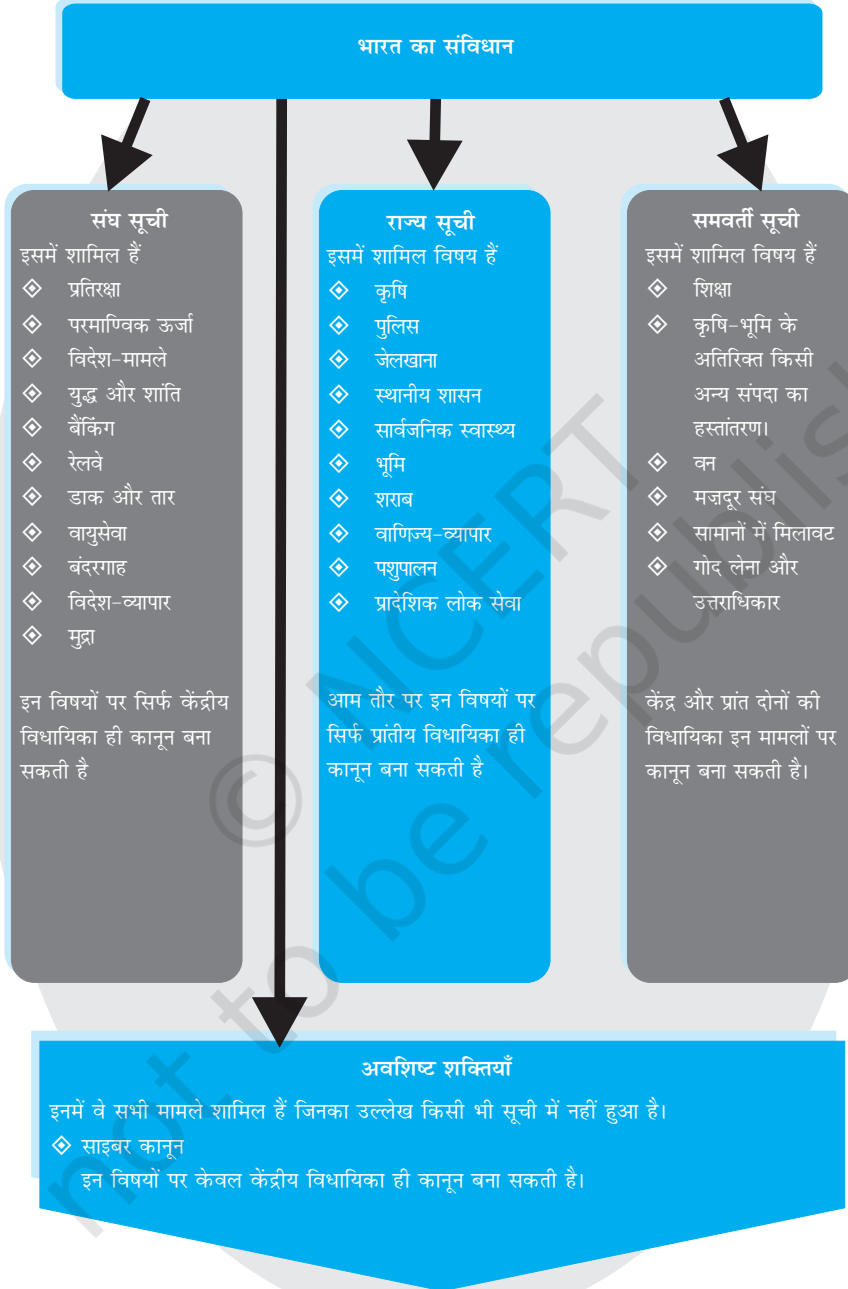 भारत का संविधान
संघ सूची
इसमें शामिल हैं
प्रतिरक्षा
परमाण्विक ऊर्जा
विदेश-मामले
युद्ध और शांति
बैंकिंग
रेलवे
डाक और तार
वायुसेवा
बंदरगाह
विदेश-व्यापार
मुद्रा
इन विषयों पर सिर्फ केंद्रीय
विधायिका ही कानून बना
सकती है
राज्य सूची
इसमें शामिल विषय हैं
कृषि
पुलिस
जेलखाना
स्थानीय शासन
सार्वजनिक स्वास्थ्य
भूमि
शराब
वाणिज्य-व्यापार
पशुपालन
प्रादेशिक लोक सेवा
आम तौर पर इन विषयों पर
सिर्फ प्रांतीय विधायिका ही
कानून बना सकती है
समवर्ती सूची
इसमें शामिल विषय हैं
शिक्षा
कृषि-भूमि के
अतिरिक्त किसी
अन्य संपदा का
हस्तांतरण।
वन
मज़दूर संघ
सामानों में मिलावट
गोद लेना और
उत्तराधिकार
केंद्र और प्रांत दोनों की
विधायिका इन मामलों पर
कानून बना सकती है।
अवशिष्ट शक्तियाँ
इनमें वे सभी मामले शामिल हैं जिनका उल्लेख किसी भी सूची में नहीं हुआ है।
साइबर कानून
इन विषयों पर केवल केंद्रीय विधायिका ही कानून बना सकती है।
© NCERT
not to be republis